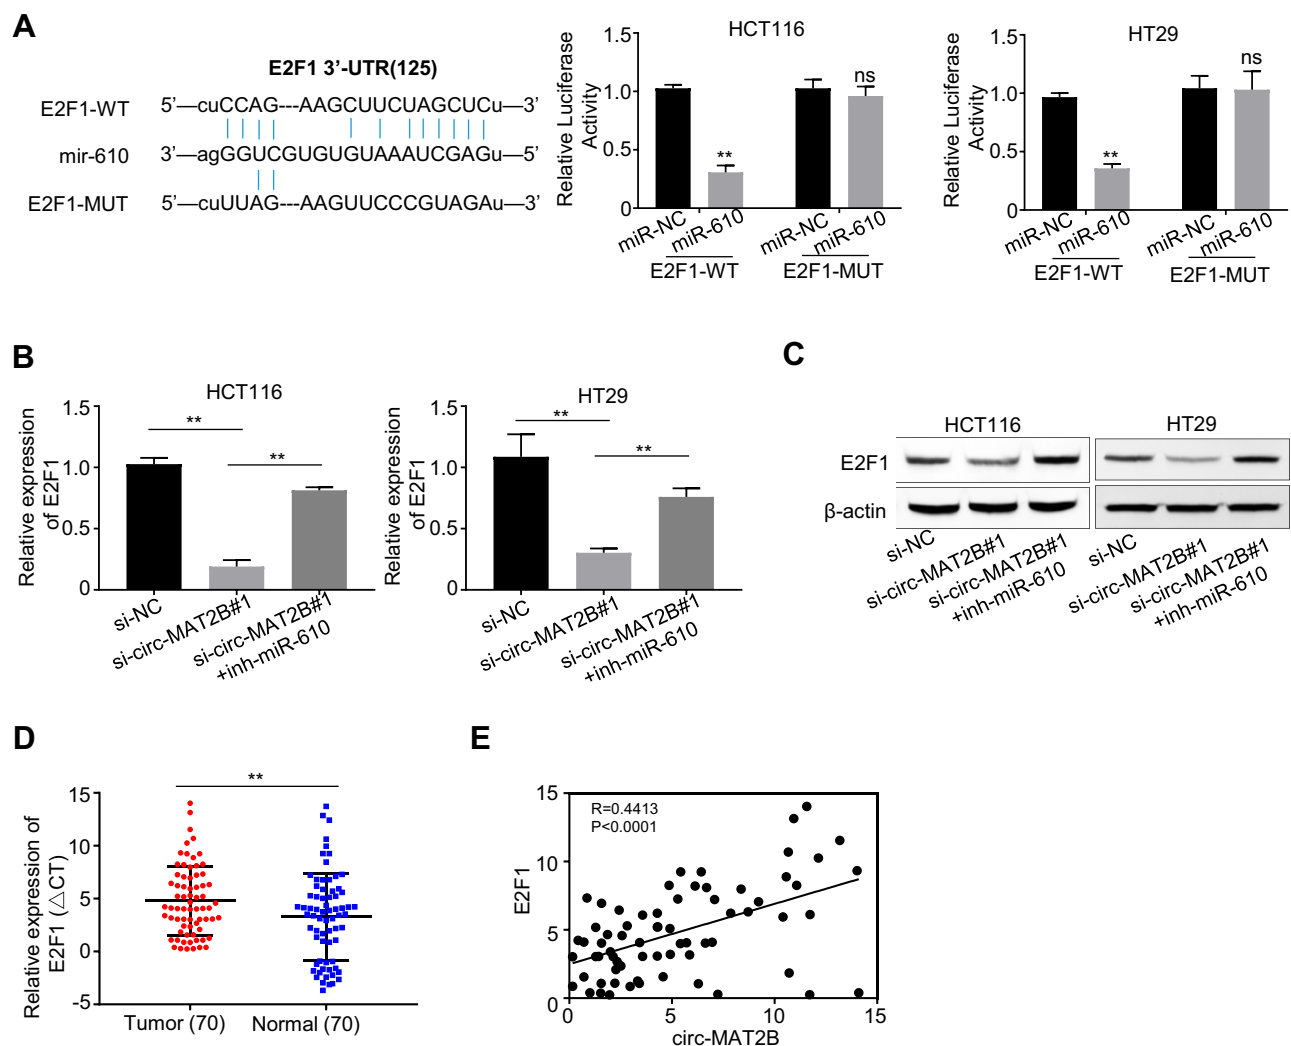 A
E2F1 3’-UTR(125)
E2F1-WT 5’—cuCCAG---AAGCUUCUAGCUCu—3’
mir-610 3’—agGGUCGUGUGUAAAUCGAGu—5’
E2F1-MUT 5’—cuUUAG---AAGUUCCCGUAGAu—3’
HCT116
Relative Luciferase
Activity
1.5
1.0
0.5
0
**
ns
miR-NC
miR-610
miR-NC
miR-610
E2F1-WT
E2F1-MUT
HT29
Relative Luciferase
Activity
1.5
1.0
0.5
0
**
ns
miR-NC
miR-610
miR-NC
miR-610
E2F1-WT
E2F1-MUT
B
HCT116
Relative expression
of E2F1
1.5
1.0
0.5
0
**
**
si-NC
si-circ-MAT2B#1
si-circ-MAT2B#1
+inh-miR-610
HT29
Relative expression
of E2F1
1.5
1.0
0.5
0
**
**
si-NC
si-circ-MAT2B#1
si-circ-MAT2B#1
+inh-miR-610
C
HCT116
HT29
E2F1
β-actin
si-NC
si-circ-MAT2B#1
si-circ-MAT2B#1
+inh-miR-610
si-NC
si-circ-MAT2B#1
si-circ-MAT2B#1
+inh-miR-610
D
Relative expression of
E2F1 (△CT)
15
10
5
0
-5
**
Tumor (70)
Normal (70)
E
R=0.4413
P<0.0001
E2F1
15
10
5
0
0
5
10
15
circ-MAT2B